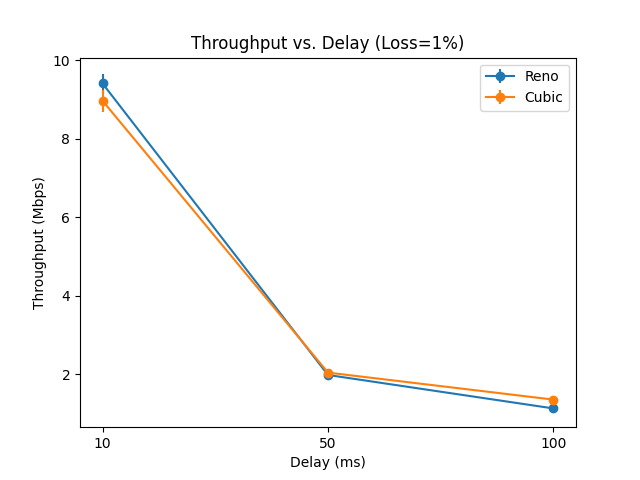 Throughput vs. Delay (Loss=1%)
Reno
Cubic
Throughput (Mbps)
10
8
6
4
2
10
50
100
Delay (ms)